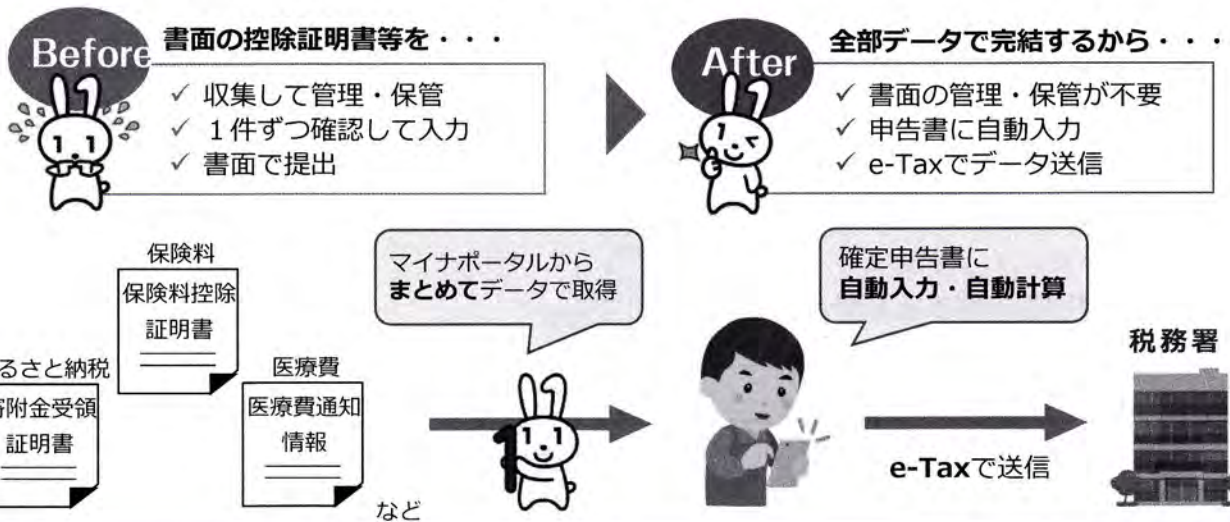 Before
書面の控除証明書等を・・・
✓ 収集して管理・保管
✓ 1件ずつ確認して入力
✓ 書面で提出
After
全部データで完結するから・・・
✓ 書面の管理・保管が不要
✓ 申告書に自動入力
✓ e-Taxでデータ送信
保険料
保険料控除
証明書
るさと納税
寄附金受領
証明書
医療費
医療費通知
情報
など
マイナポータルから
まとめてデータで取得
確定申告書に
自動入力・自動計算
e-Taxで送信
税務署